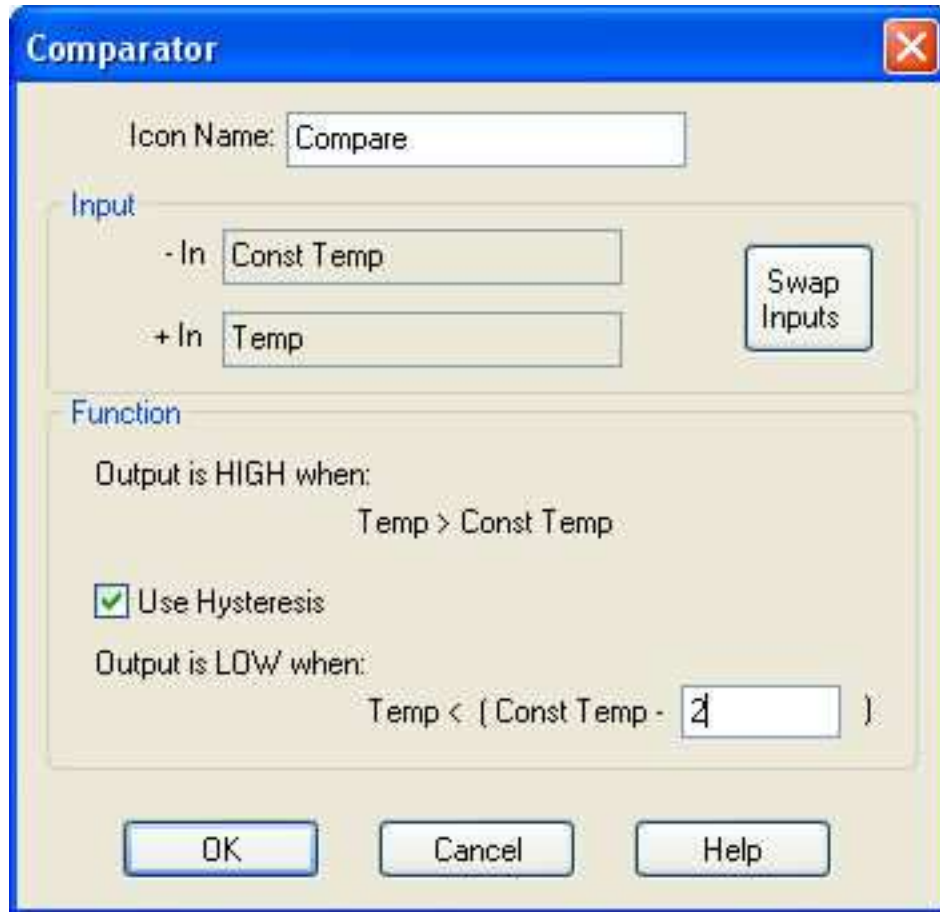 Comparator
Icon Name: Compare
Input
- In Const Temp
+ In Temp
Swap
Inputs
Function
Output is HIGH when:
Temp > Const Temp
Use Hysteresis
Output is LOW when:
Temp < ( Const Temp - 2 )
OK Cancel Help